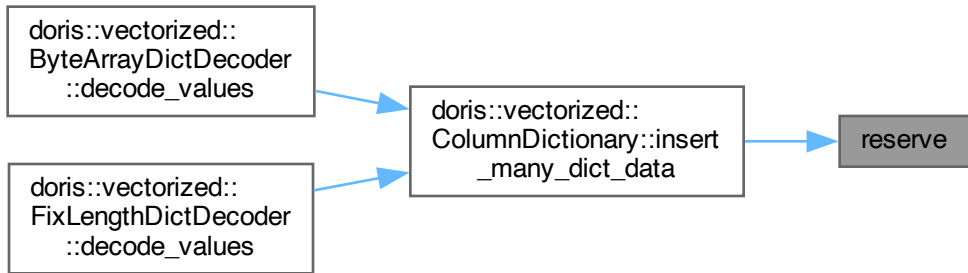 doris::vectorized::
ByteArrayDictDecoder
::decode_values
doris::vectorized::
FixLengthDictDecoder
::decode_values
doris::vectorized::
ColumnDictionary::insert
_many_dict_data
reserve